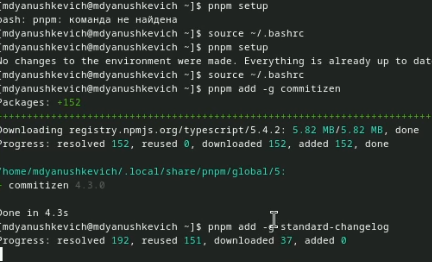 [mdyanushkevich@mdyanushkevich ~]$ pnpm setup
bash: pnpm: команда не найдена
[mdyanushkevich@mdyanushkevich ~]$ source ~/.bashrc
[mdyanushkevich@mdyanushkevich ~]$ pnpm setup
No changes to the environment were made. Everything is already up to dat
[mdyanushkevich@mdyanushkevich ~]$ source ~/.bashrc
[mdyanushkevich@mdyanushkevich ~]$ pnpm add -g commitizen
Packages: +152
++++++++++++++++++++++++++++++++++++++++++++++++++++++++++++++++++++++++
Downloading registry.npmjs.org/typescript/5.4.2: 5.82 MB/5.82 MB, done
Progress: resolved 152, reused 0, downloaded 152, added 152, done
/home/mdyanushkevich/.local/share/pnpm/global/5:
+ commitizen 4.3.0
Done in 4.3s
[mdyanushkevich@mdyanushkevich ~]$ pnpm add -g standard-changelog
Progress: resolved 192, reused 151, downloaded 37, added 0